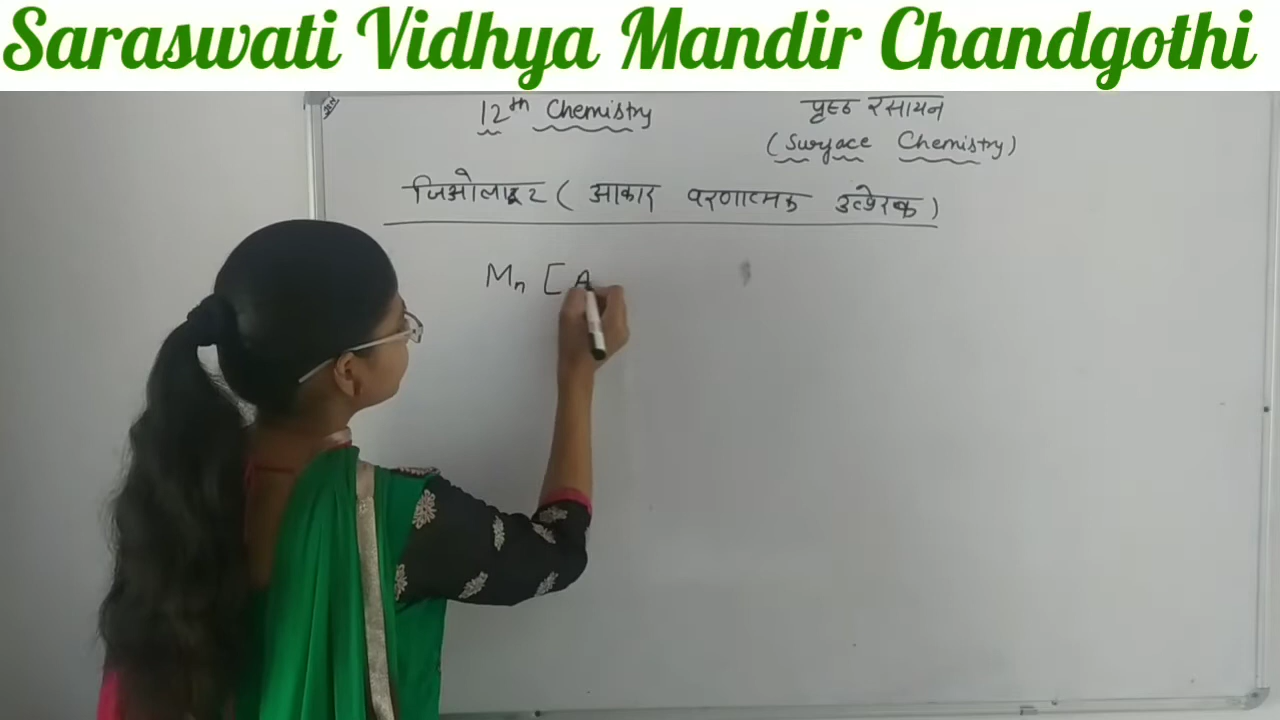 Saraswati Vidhya Mandir Chandgothi
12th Chemistry
पृष्ठ रसायन
(Surface Chemistry)
जिओलाइट ( आकार वरणात्मक उत्प्रेरक )
Mn [ A